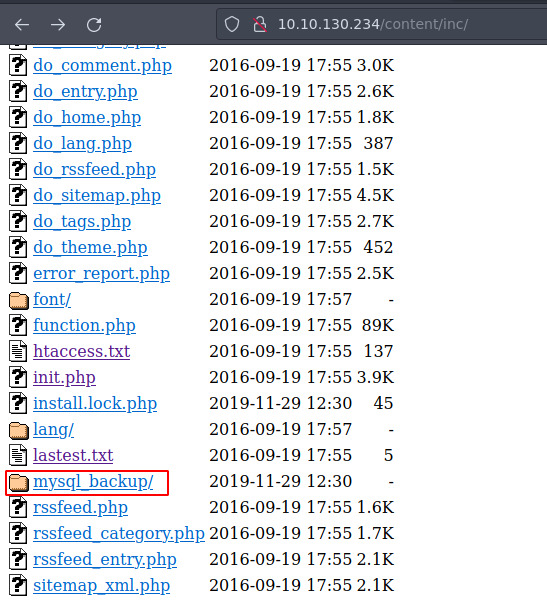 10.10.130.234/content/inc/
do_comment.php 2016-09-19 17:55 3.0K
do_entry.php 2016-09-19 17:55 2.6K
do_home.php 2016-09-19 17:55 1.8K
do_lang.php 2016-09-19 17:55 387
do_rssfeed.php 2016-09-19 17:55 1.5K
do_sitemap.php 2016-09-19 17:55 4.5K
do_tags.php 2016-09-19 17:55 2.7K
do_theme.php 2016-09-19 17:55 452
error_report.php 2016-09-19 17:55 2.5K
font/ 2016-09-19 17:57 -
function.php 2016-09-19 17:55 89K
htaccess.txt 2016-09-19 17:55 137
init.php 2016-09-19 17:55 3.9K
install.lock.php 2019-11-29 12:30 45
lang/ 2016-09-19 17:57 -
lastest.txt 2016-09-19 17:55 5
mysql_backup/ 2019-11-29 12:30 -
rssfeed.php 2016-09-19 17:55 1.6K
rssfeed_category.php 2016-09-19 17:55 1.7K
rssfeed_entry.php 2016-09-19 17:55 2.1K
sitemap_xml.php 2016-09-19 17:55 2.1K